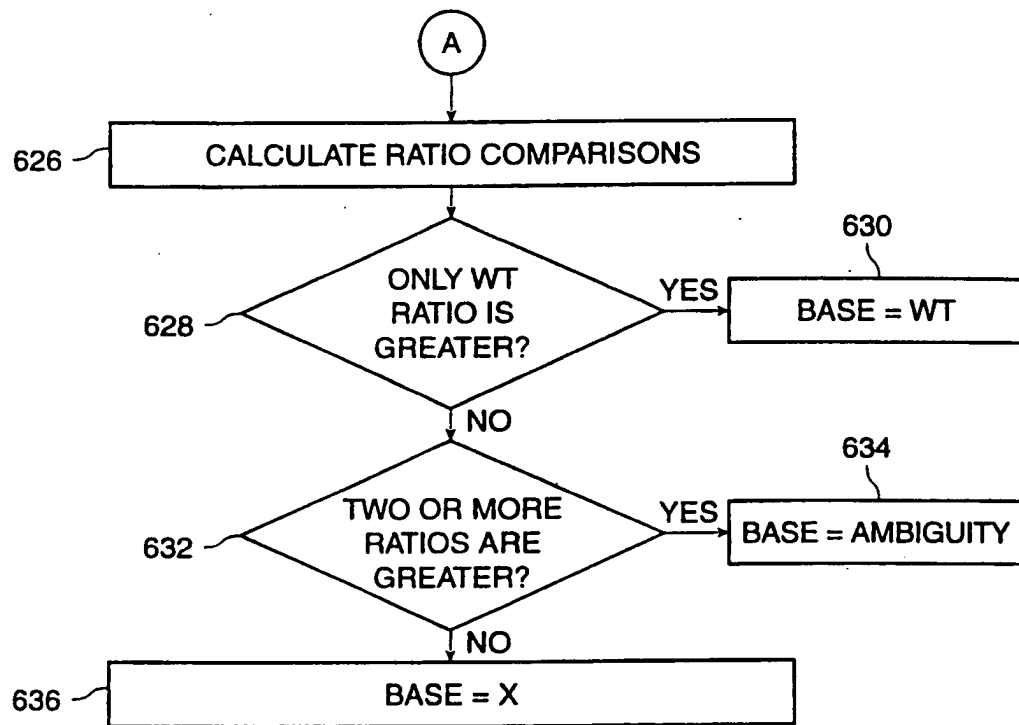 A
626
CALCULATE RATIO COMPARISONS
628
ONLY WT
RATIO IS
GREATER?
YES
630
BASE = WT
NO
632
TWO OR MORE
RATIOS ARE
GREATER?
YES
634
BASE = AMBIGUITY
NO
636
BASE = X